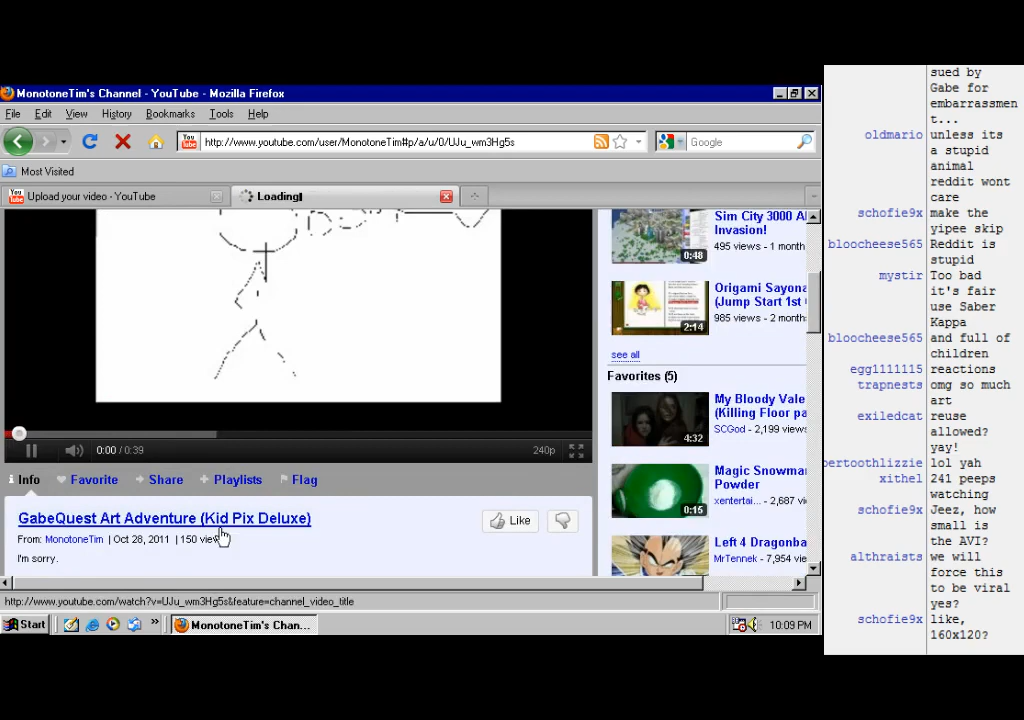 MonotoneTim's Channel - YouTube - Mozilla Firefox
File Edit View History Bookmarks Tools Help
http://www.youtube.com/user/MonotoneTim#p/a/u/0/UJu_wm3Hg5s
Google
Most Visited
Upload your video - YouTube
Loading
0:00 / 0:39
240p
Info Favorite Share Playlists Flag
GabeQuest Art Adventure (Kid Pix Deluxe)
From: MonotoneTim | Oct 28, 2011 | 150
I'm sorry.
Like
Sim City 3000
Invasion!
495 views - 1 month
0:48
Origami Sayona
(Jump Start 1st
985 views - 2 month
2:14
see all
Favorites (5)
My Bloody Vale
(Killing Floor pa
SCGod - 2,199 views
4:32
Magic Snowma
Powder
xentertai... - 2,687 vi
0:15
Left 4 Dragonba
MrTennek - 7,954 vie
http://www.youtube.com/watch?v=UJu_wm3Hg5s&feature=channel_video_title
Start
MonotoneTim's Chan...
10:09 PM
sued by
Gabe for
embarrassmen
t...
oldmario unless its
a stupid
animal
reddit wont
care
schofie9x make the
yipee skip
bloocheese565 Reddit is
stupid
mystir Too bad
it's fair
use Saber
Kappa
bloocheese565 and full of
children
egg1111115 reactions
trapnests omg so much
art
exiledcat reuse
allowed?
yay!
pertoothlizzie lol yah
xithel 241 peeps
watching
schofie9x Jeez, how
small is
the AVI?
althraists we will
force this
to be viral
yes?
schofie9x like,
160x120?